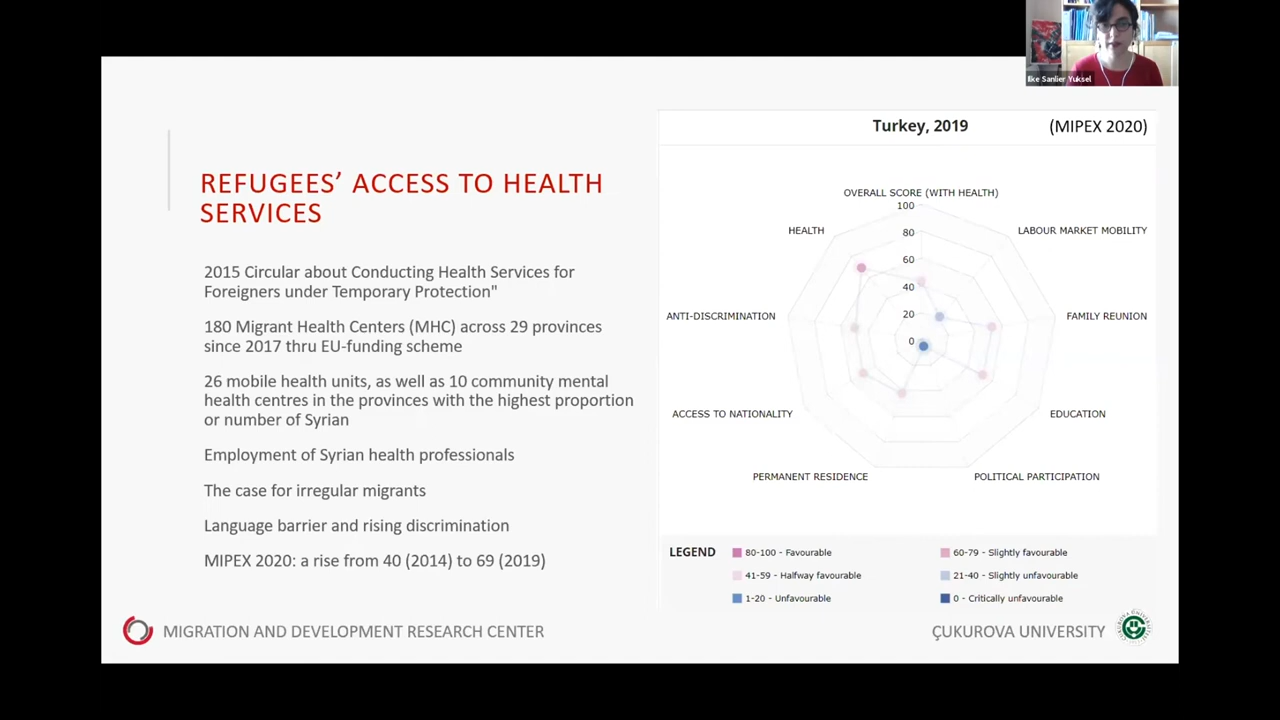 Ilke Sanlier Yuksel
REFUGEES’ ACCESS TO HEALTH
SERVICES
2015 Circular about Conducting Health Services for
Foreigners under Temporary Protection"
180 Migrant Health Centers (MHC) across 29 provinces
since 2017 thru EU-funding scheme
26 mobile health units, as well as 10 community mental
health centres in the provinces with the highest proportion
or number of Syrian
Employment of Syrian health professionals
The case for irregular migrants
Language barrier and rising discrimination
MIPEX 2020: a rise from 40 (2014) to 69 (2019)
Turkey, 2019
(MIPEX 2020)
OVERALL SCORE (WITH HEALTH)
100
80
60
40
20
0
HEALTH
LABOUR MARKET MOBILITY
ANTI-DISCRIMINATION
FAMILY REUNION
ACCESS TO NATIONALITY
EDUCATION
PERMANENT RESIDENCE
POLITICAL PARTICIPATION
LEGEND
80-100 - Favourable
60-79 - Slightly favourable
41-59 - Halfway favourable
21-40 - Slightly unfavourable
1-20 - Unfavourable
0 - Critically unfavourable
MIGRATION AND DEVELOPMENT RESEARCH CENTER
ÇUKUROVA UNIVERSITY